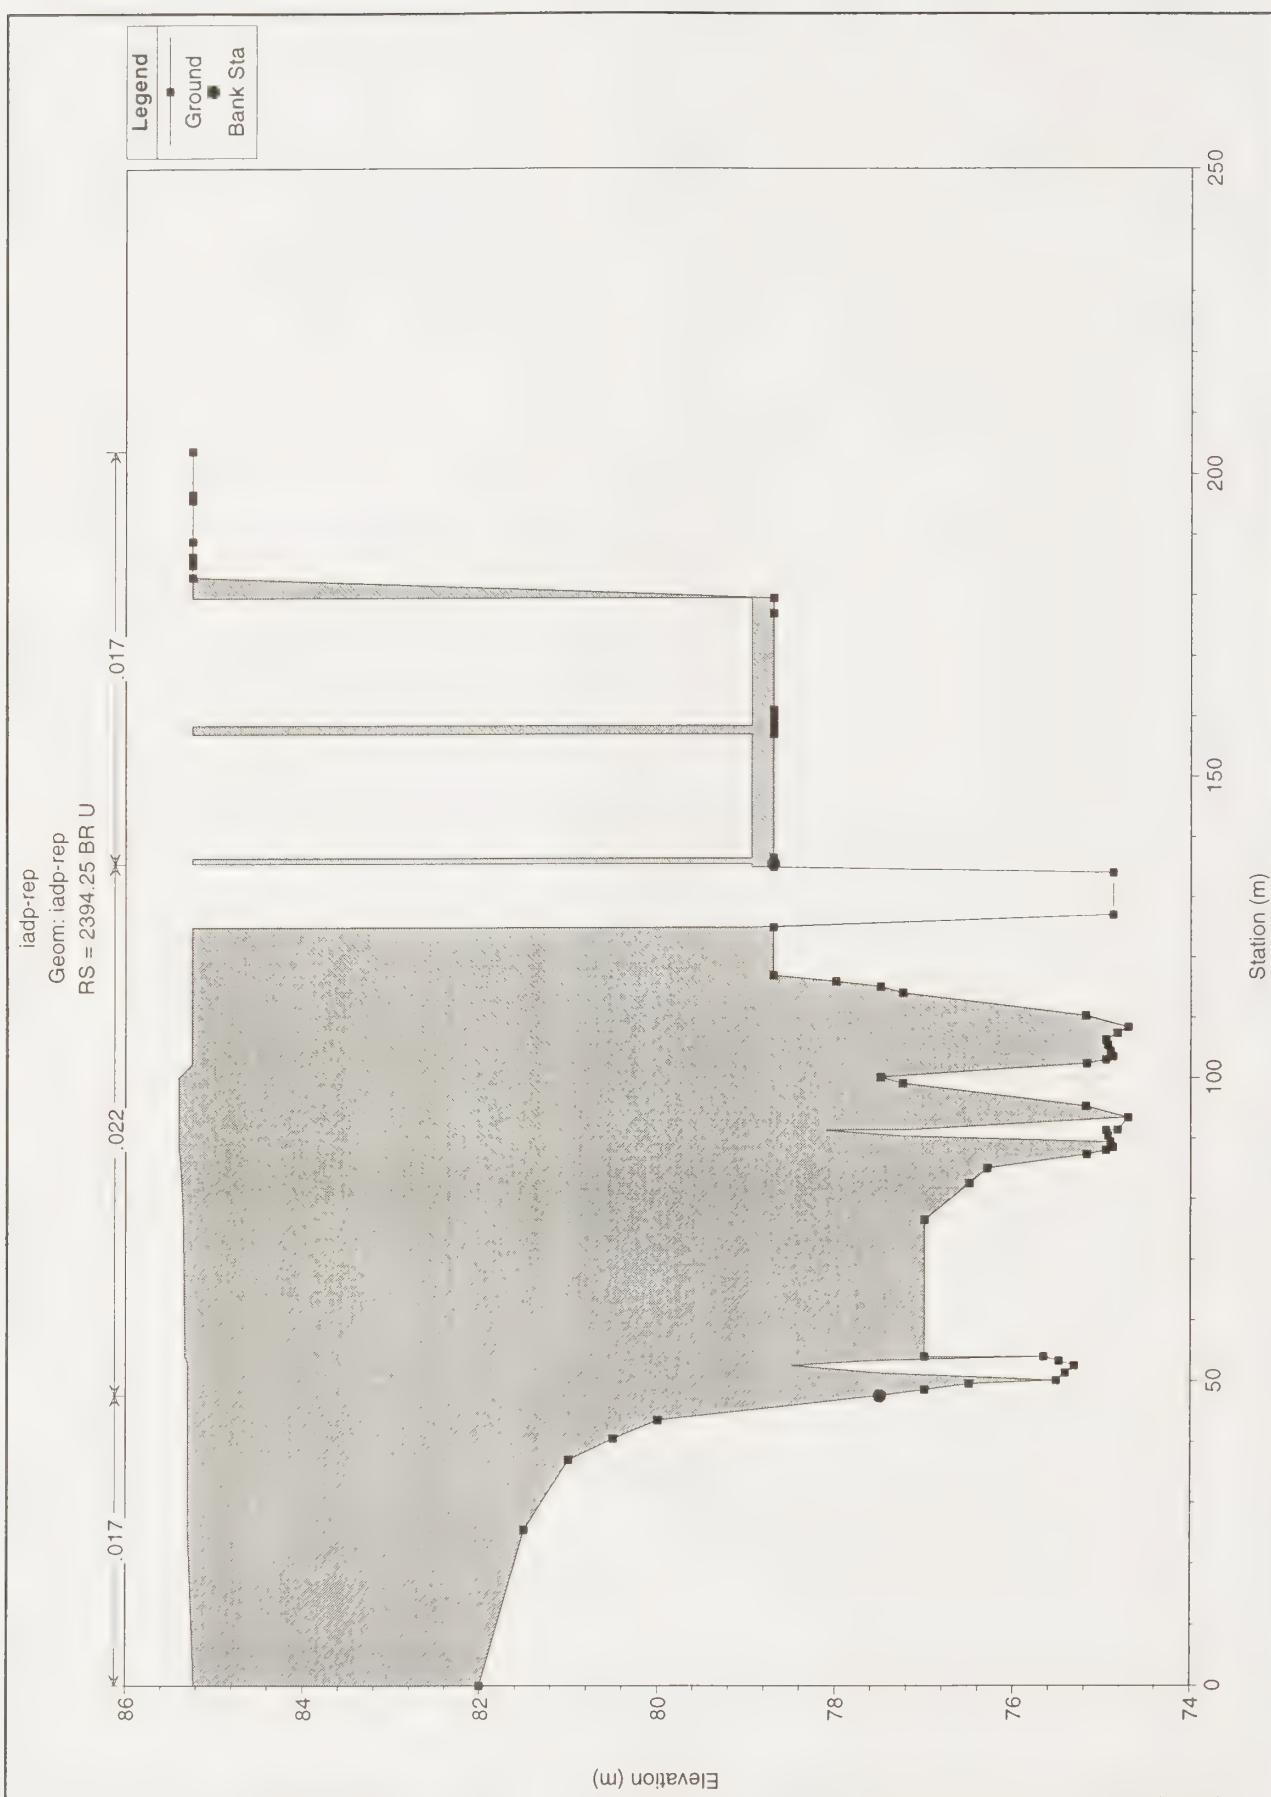 iadp-rep
Geom: iadp-rep
RS = 2394.25 BR U
.017
.022
.017
Legend
Ground
Bank Sta
86
84
82
80
78
76
74
Elevation (m)
0
50
100
150
200
250
Station (m)